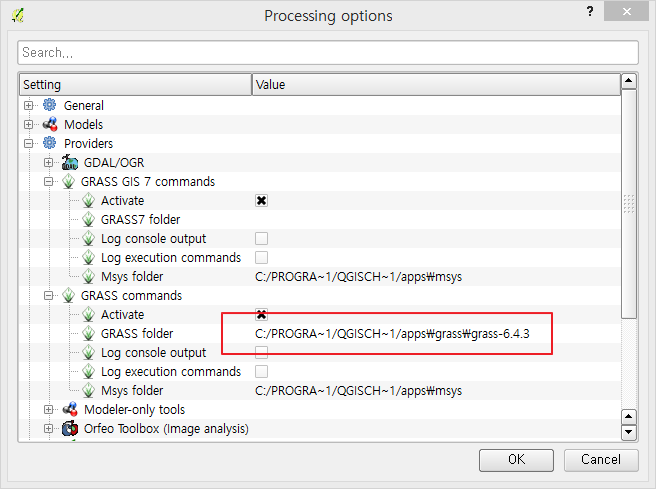 Processing options
?
Search...
Setting Value
General
Models
Providers
GDAL/OGR
GRASS GIS 7 commands
Activate
GRASS7 folder
Log console output
Log execution commands
Msys folder C:/PROGRA~1/QGISCH~1/apps₩msys
GRASS commands
Activate
GRASS folder C:/PROGRA~1/QGISCH~1/apps₩grass₩grass-6.4.3
Log console output
Log execution commands
Msys folder C:/PROGRA~1/QGISCH~1/apps₩msys
Modeler-only tools
Orfeo Toolbox (Image analysis)
OK Cancel